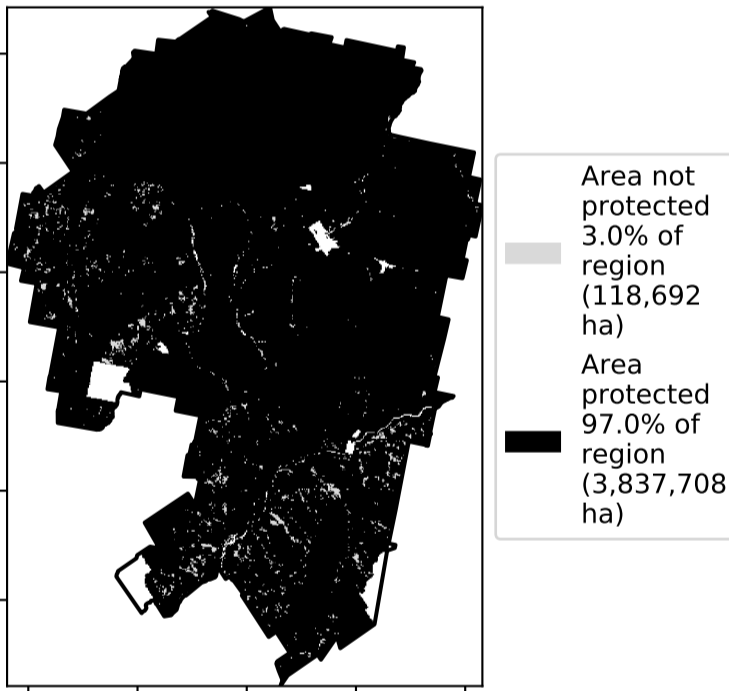 Area not
protected
3.0% of
region
(118,692
ha)
Area
protected
97.0% of
region
(3,837,708
ha)